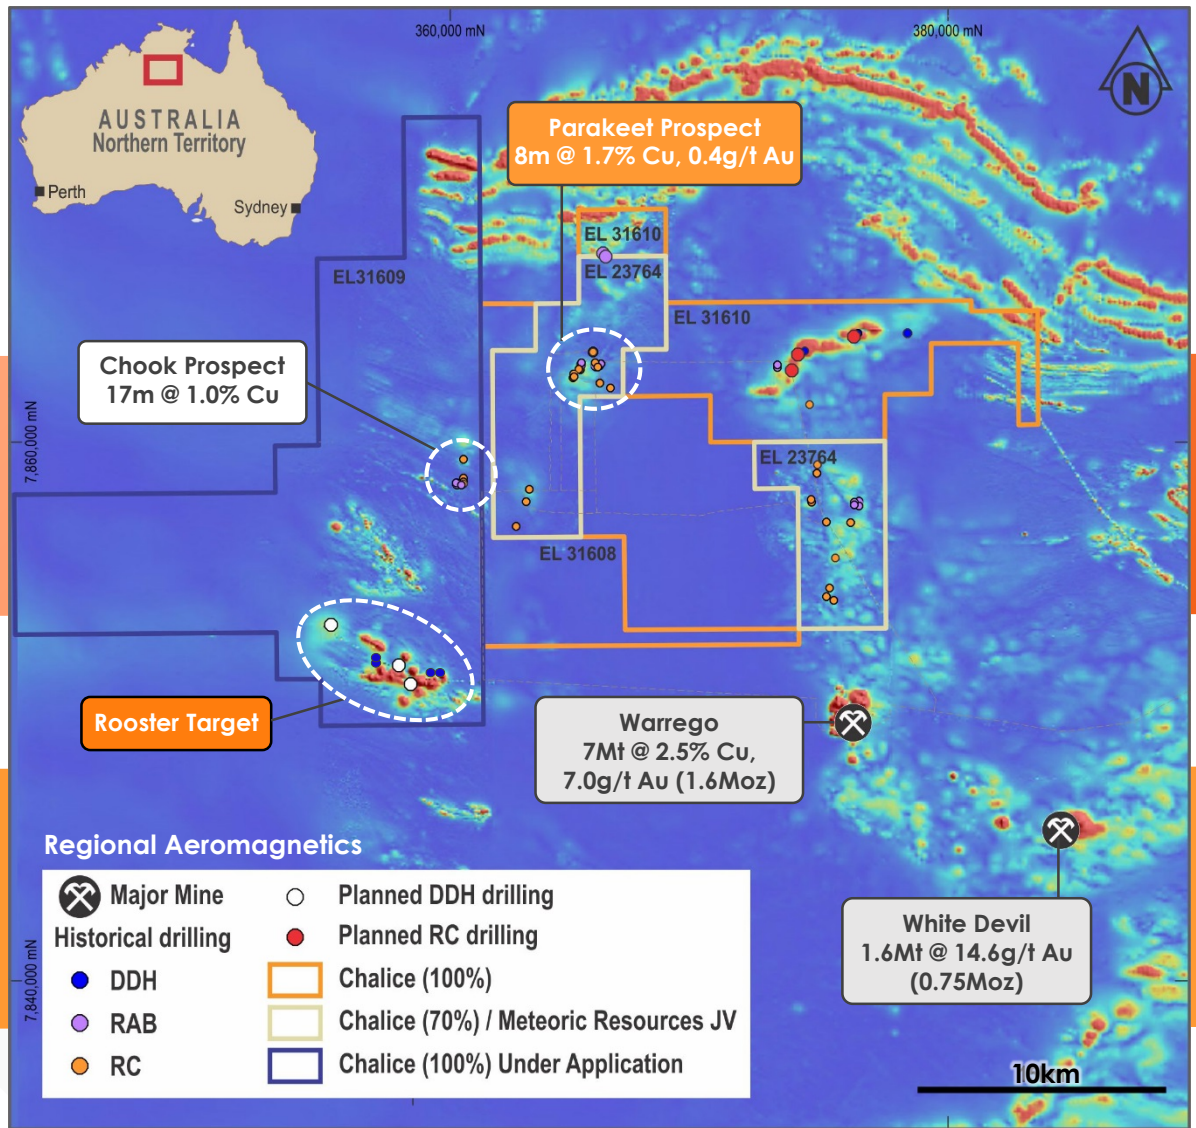 360,000 mN
380,000 mN
N
AUSTRALIA
Northern Territory
Perth
Sydney
Parakeet Prospect
8m @ 1.7% Cu, 0.4g/t Au
EL 31610
EL 23764
EL31609
EL 31610
Chook Prospect
17m @ 1.0% Cu
7,860,000 mN
EL 23764
EL 31608
Rooster Target
Warrego
7Mt @ 2.5% Cu,
7.0g/t Au (1.6Moz)
White Devil
1.6Mt @ 14.6g/t Au
(0.75Moz)
7,840,000 mN
Regional Aeromagnetics
Major Mine
Historical drilling
DDH
RAB
RC
Planned DDH drilling
Planned RC drilling
Chalice (100%)
Chalice (70%) / Meteoric Resources JV
Chalice (100%) Under Application
10km